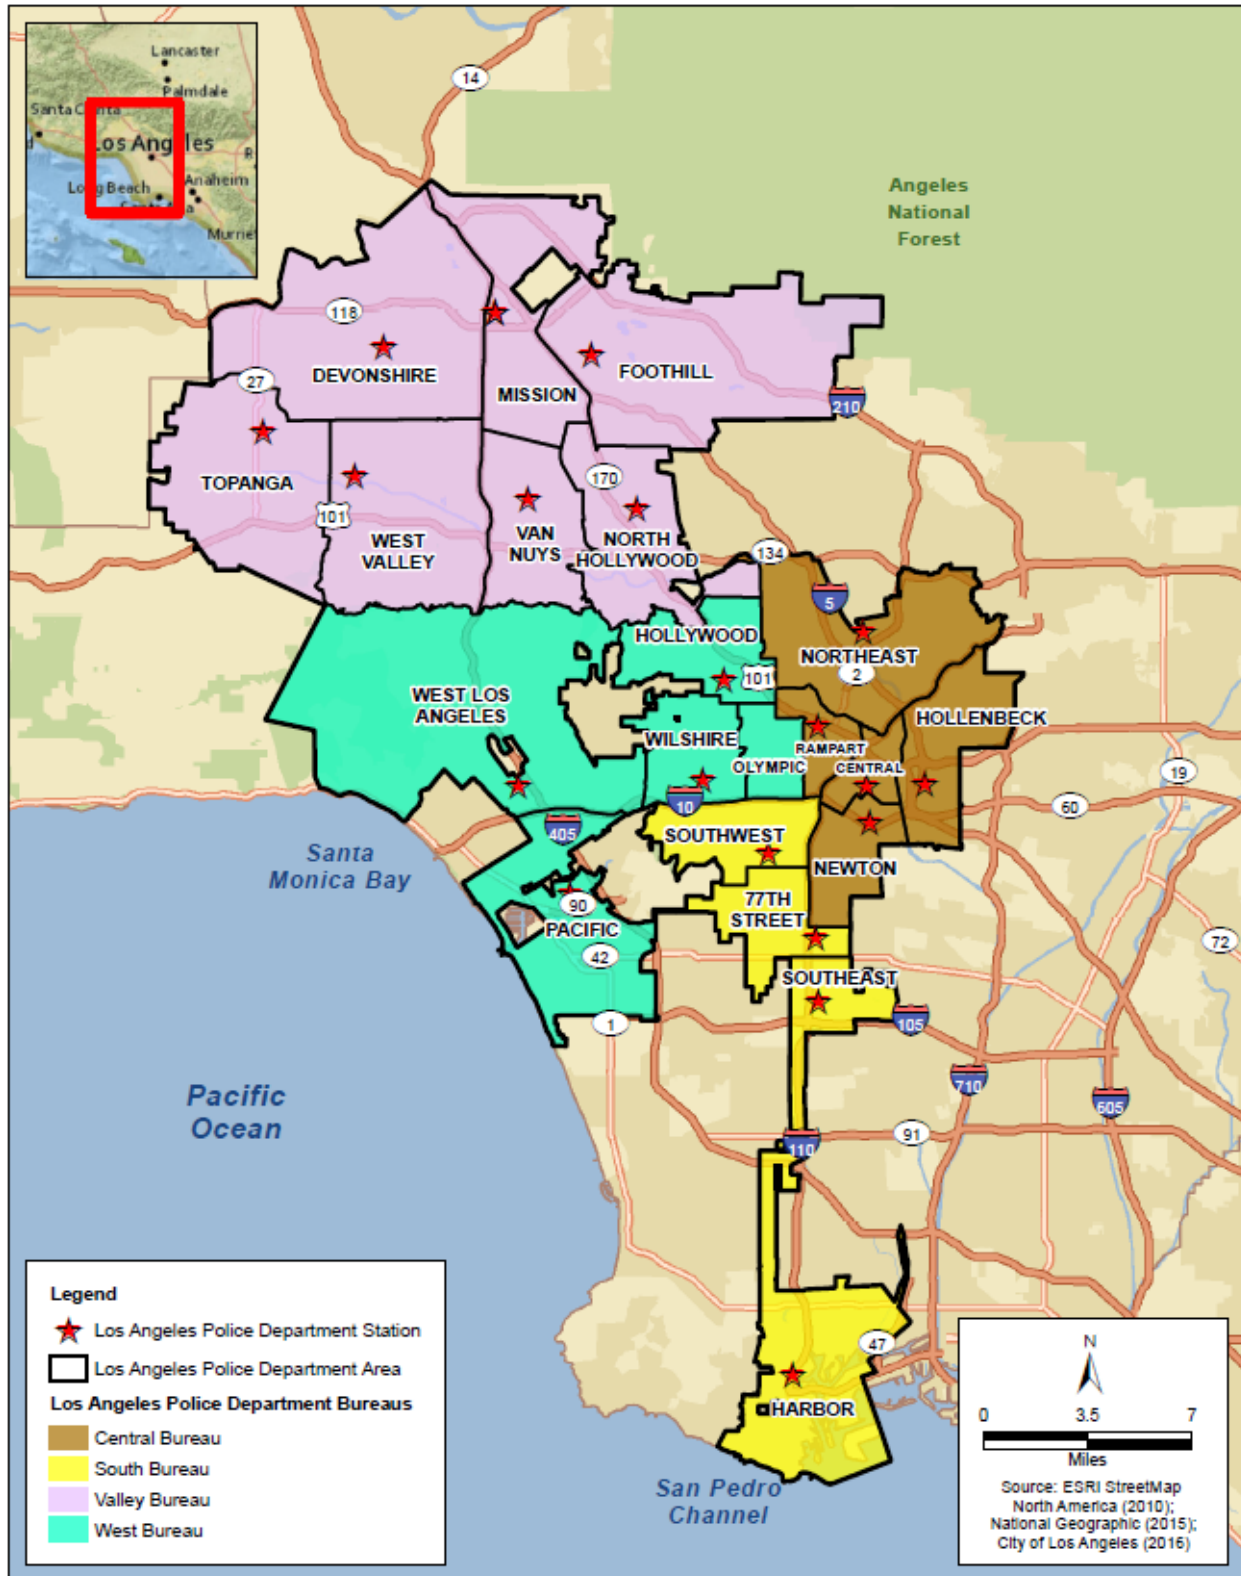 Lancaster
Palmdale
Los Angeles
Long Beach
Anaheim
14
Angeles
National
Forest
118
DEVONSHIRE
27
MISSION
FOOTHILL
210
TOPANGA
101
WEST
VALLEY
VAN
NUYS
170
NORTH
HOLLYWOOD
134
5
HOLLYWOOD
NORTHEAST
2
101
WEST LOS
ANGELES
HOLLENBECK
WILSHIRE
RAMPART
OLYMPIC
CENTRAL
19
10
60
405
SOUTHWEST
Santa
Monica Bay
NEWTON
77TH
STREET
90
PACIFIC
72
42
SOUTHEAST
1
105
Pacific
Ocean
710
605
110
91
47
HARBOR
San Pedro
Channel
Legend
Los Angeles Police Department Station
Los Angeles Police Department Area
Los Angeles Police Department Bureaus
Central Bureau
South Bureau
Valley Bureau
West Bureau
N
0 3.5 7
Miles
Source: ESRI StreetMap
North America (2010);
National Geographic (2015);
City of Los Angeles (2016)